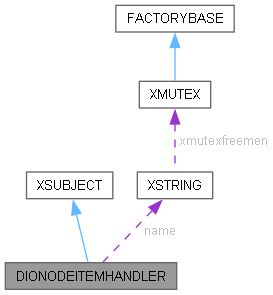 FACTORYBASE
XMUTEX
xmutexfreemen
XSUBJECT
XSTRING
name
DIONODEITEMHANDLER